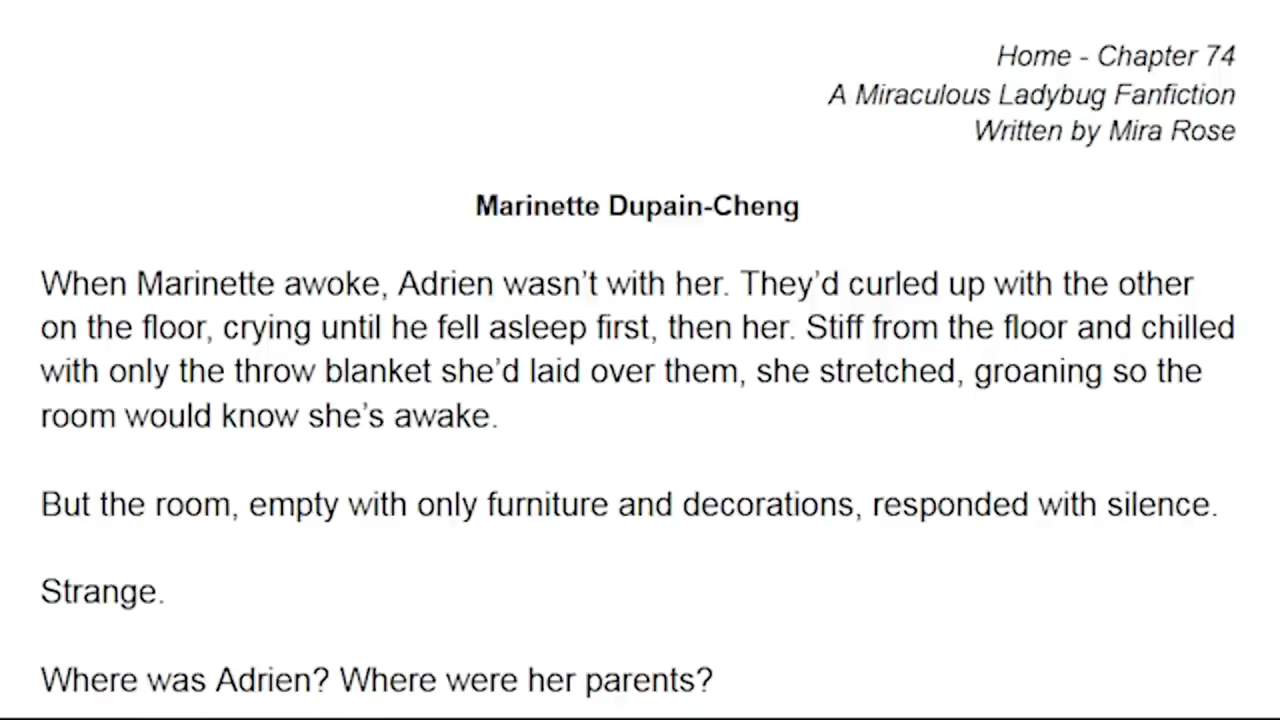 Home - Chapter 74
A Miraculous Ladybug Fanfiction
Written by Mira Rose
Marinette Dupain-Cheng
When Marinette awoke, Adrien wasn’t with her. They’d curled up with the other
on the floor, crying until he fell asleep first, then her. Stiff from the floor and chilled
with only the throw blanket she’d laid over them, she stretched, groaning so the
room would know she’s awake.
But the room, empty with only furniture and decorations, responded with silence.
Strange.
Where was Adrien? Where were her parents?